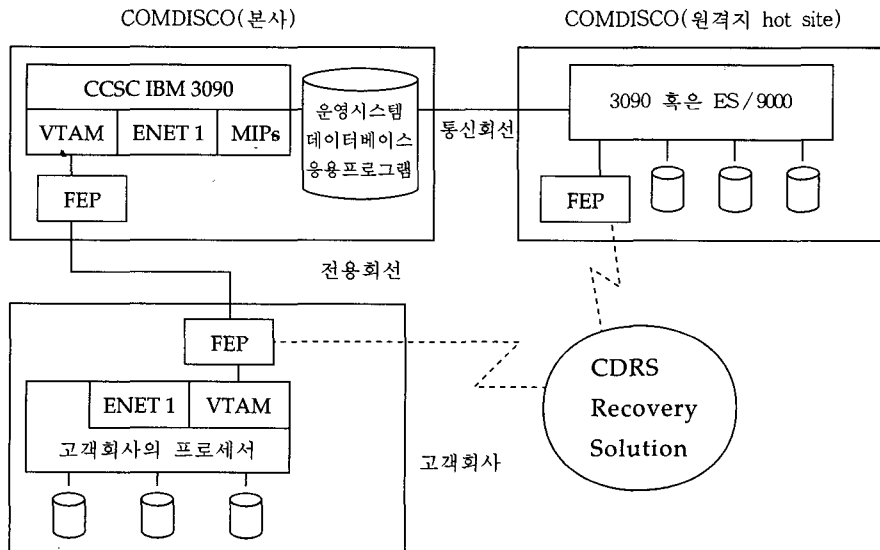 COMDISCO(본사)
COMDISCO(원격지 hot site)
CCSC IBM 3090
VTAM
ENET 1
MIPs
운영시스템
데이터베이스
응용프로그램
통신회선
3090 혹은 ES/9000
FEP
FEP
전용회선
FEP
ENET 1
VTAM
고객회사의 프로세서
고객회사
CDRS
Recovery
Solution